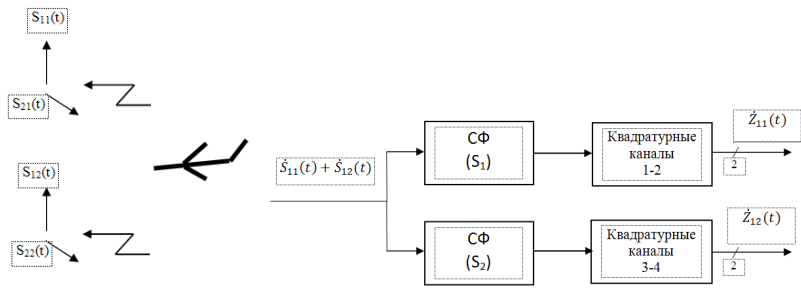 S₁₁(t)
S₂₁(t)
S₁₂(t)
S₂₂(t)
Ṡ₁₁(t) + Ṡ₁₂(t)
СФ
(S₁)
Квадратурные
каналы
1-2
2
Ż₁₁(t)
СФ
(S₂)
Квадратурные
каналы
3-4
2
Ż₁₂(t)